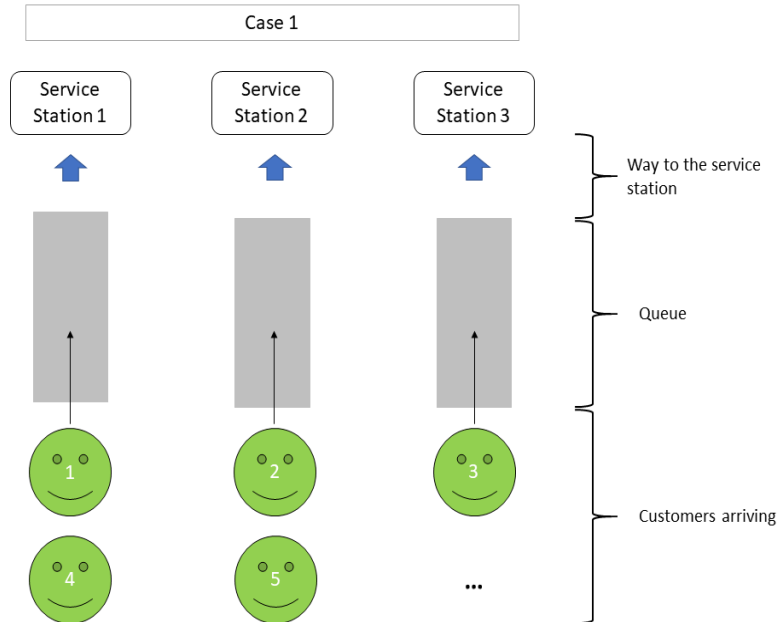 Case 1
Service
Station 1
Service
Station 2
Service
Station 3
Way to the service
station
Queue
1
2
3
Customers arriving
4
5
...